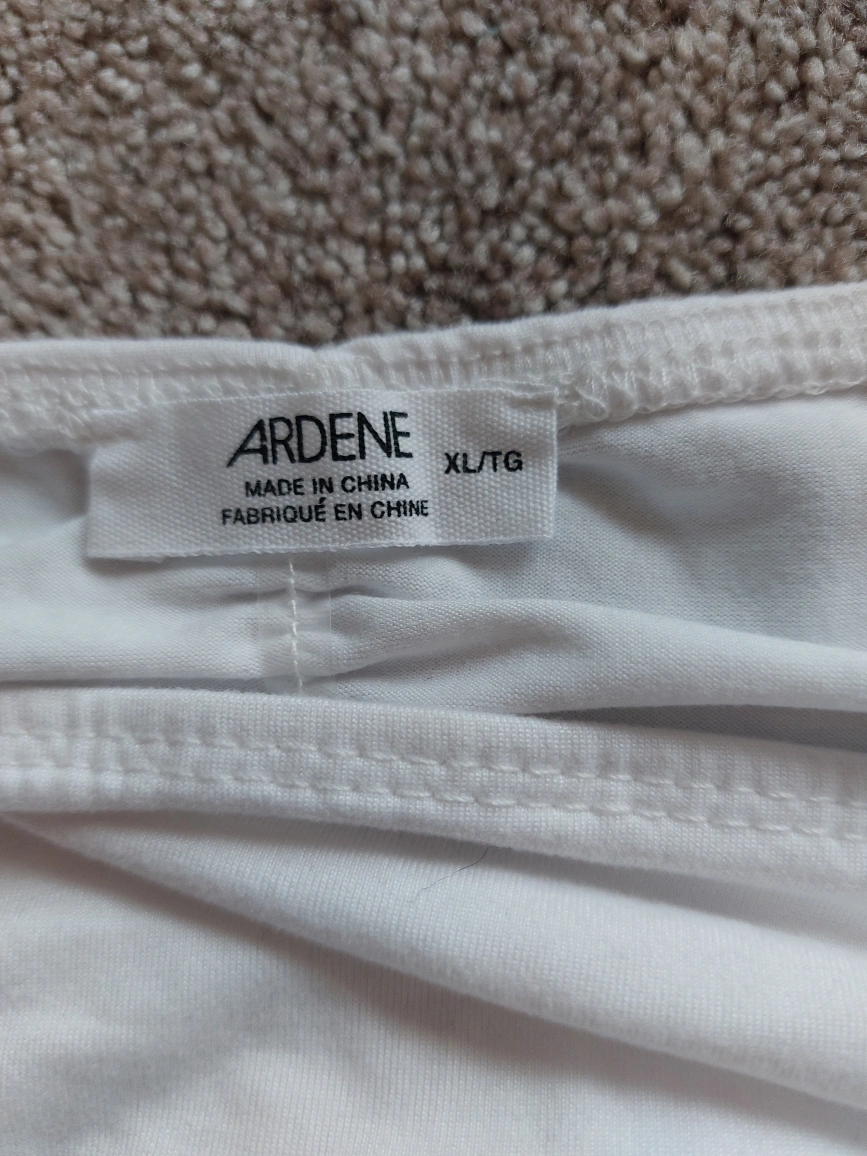 ARDENE
XL/TG
MADE IN CHINA
FABRIQUÉ EN CHINE